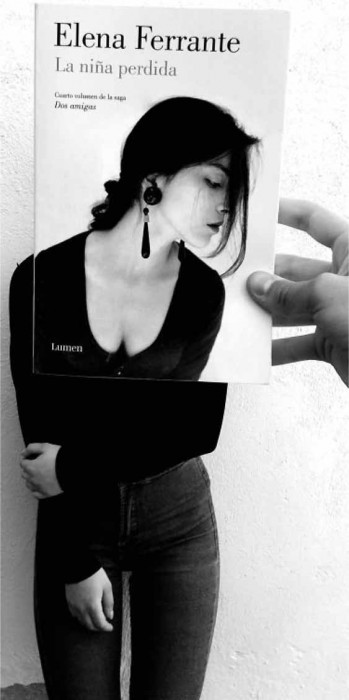 Elena Ferrante
La niña perdida
Cuarto volumen de la saga
Dos amigas
Lumen